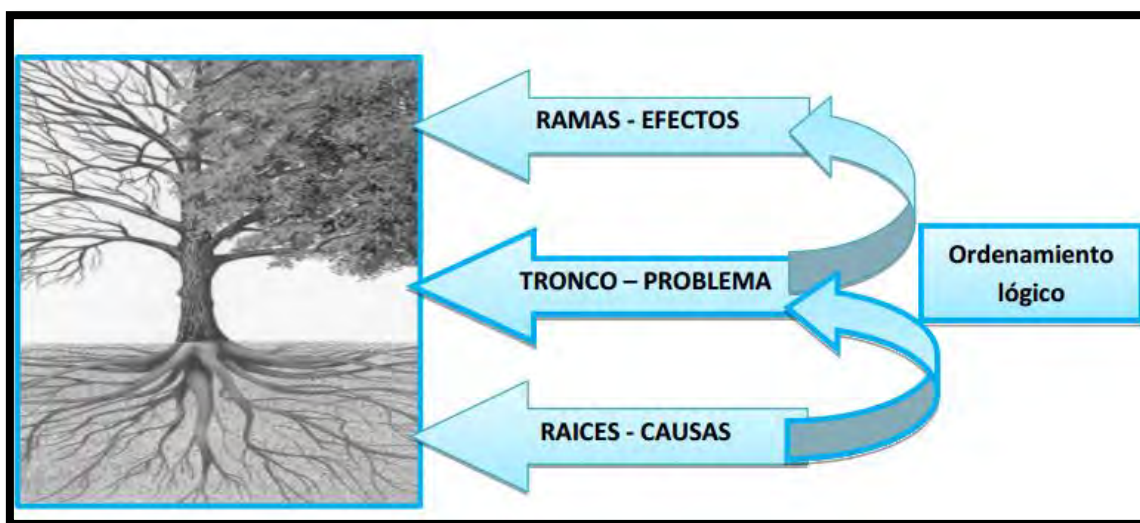 RAMAS - EFECTOS
TRONCO – PROBLEMA
RAICES - CAUSAS
Ordenamiento
lógico